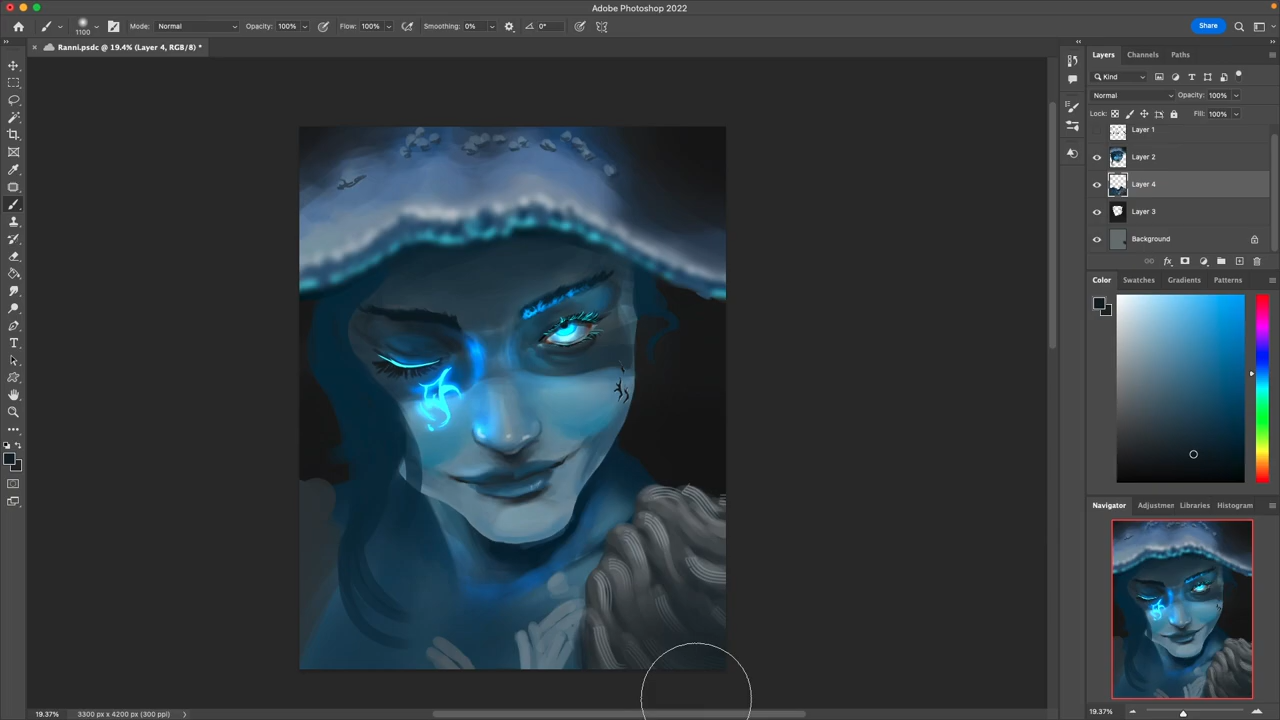 Adobe Photoshop 2022
1100
Mode: Normal
Opacity: 100%
Flow: 100%
Smoothing: 0%
0°
Share
Ranni.psdc @ 19.4% (Layer 4, RGB/8) *
Layers Channels Paths
Kind
Normal
Opacity: 100%
Lock:
Fill: 100%
Layer 1
Layer 2
Layer 4
Layer 3
Background
Color Swatches Gradients Patterns
Navigator Adjustmen Libraries Histogram
19.37% 3300 px x 4200 px (300 ppi)
19.37%